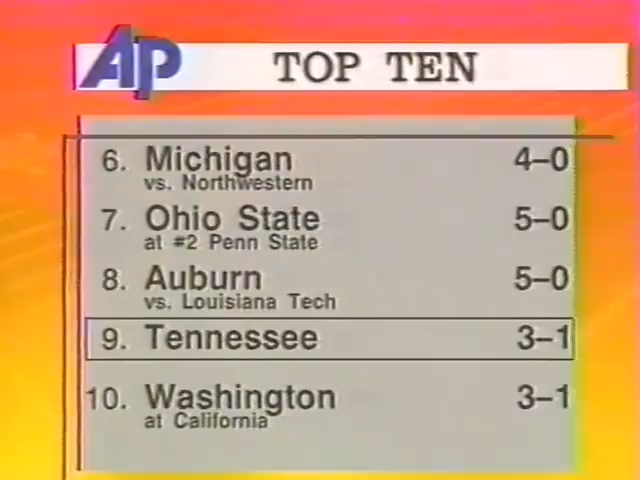 AP TOP TEN
6. Michigan 4–0
vs. Northwestern
7. Ohio State 5–0
at #2 Penn State
8. Auburn 5–0
vs. Louisiana Tech
9. Tennessee 3–1
10. Washington 3–1
at California